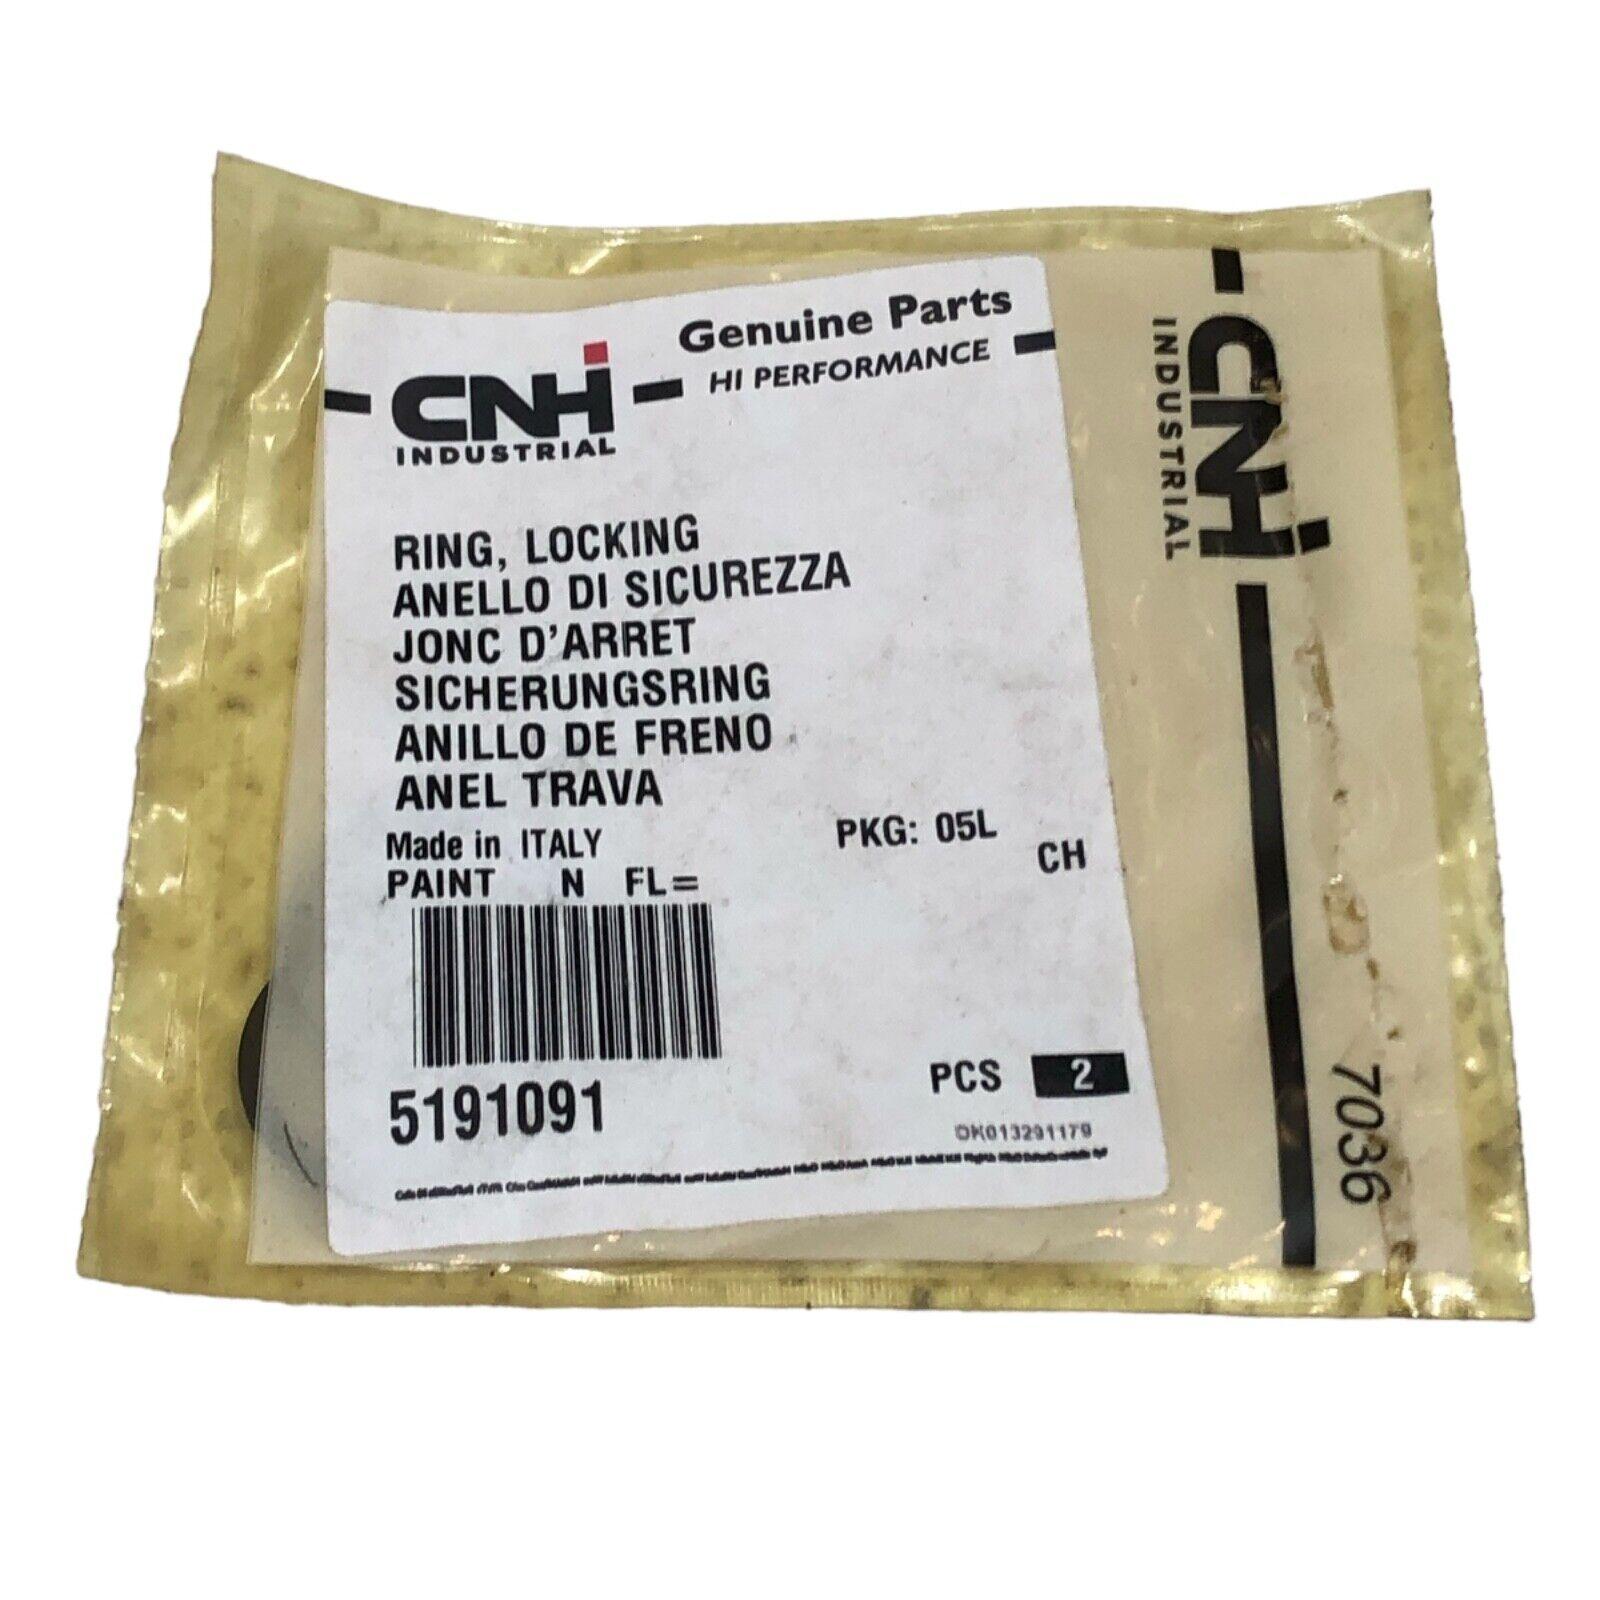 Genuine Parts
CNH
HI PERFORMANCE
INDUSTRIAL
RING, LOCKING
ANELLO DI SICUREZZA
JONC D'ARRET
SICHERUNGSRING
ANILLO DE FRENO
ANEL TRAVA
Made in ITALY
PKG: 05L
CH
PAINT N FL=
5191091
PCS 2
DK013291179
CNH
INDUSTRIAL
7036